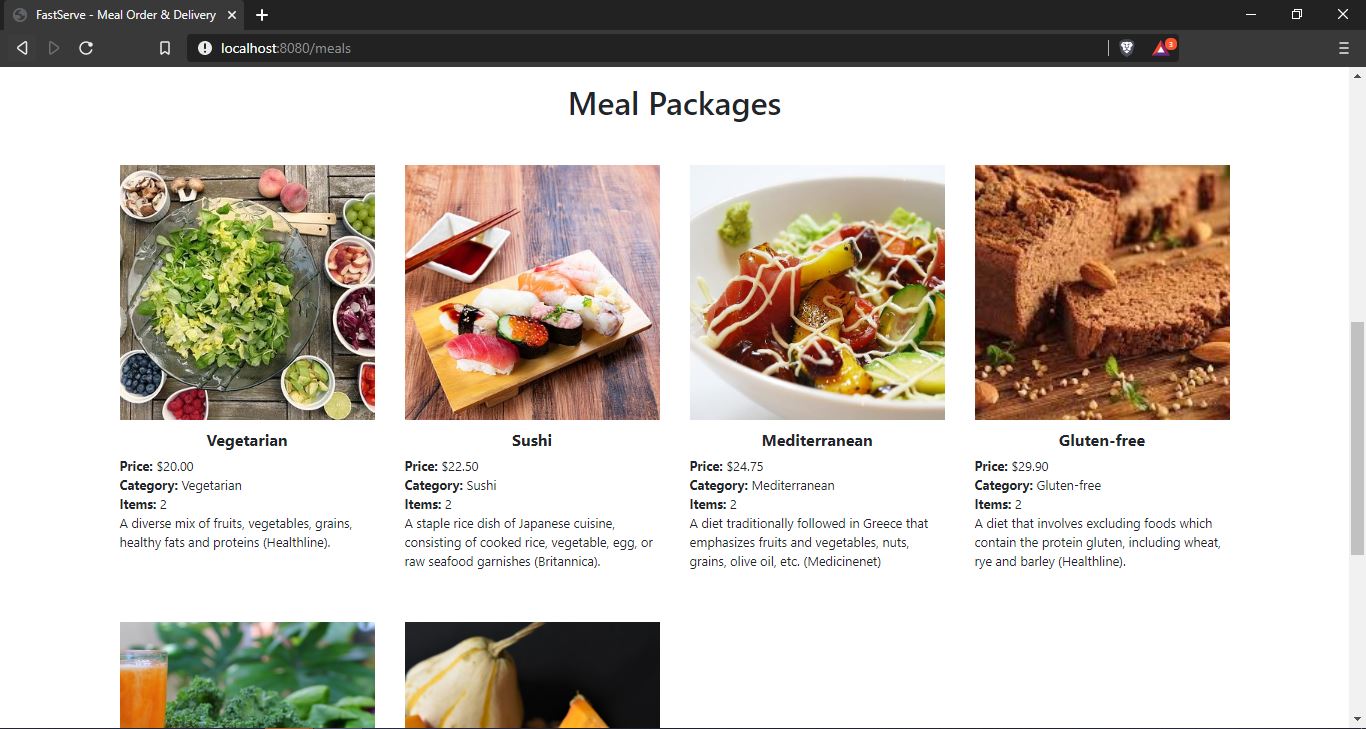 FastServe - Meal Order & Delivery
localhost:8080/meals
3
Meal Packages
Vegetarian
Price: $20.00
Category: Vegetarian
Items: 2
A diverse mix of fruits, vegetables, grains,
healthy fats and proteins (Healthline).
Sushi
Price: $22.50
Category: Sushi
Items: 2
A staple rice dish of Japanese cuisine,
consisting of cooked rice, vegetable, egg, or
raw seafood garnishes (Britannica).
Mediterranean
Price: $24.75
Category: Mediterranean
Items: 2
A diet traditionally followed in Greece that
emphasizes fruits and vegetables, nuts,
grains, olive oil, etc. (Medicinenet)
Gluten-free
Price: $29.90
Category: Gluten-free
Items: 2
A diet that involves excluding foods which
contain the protein gluten, including wheat,
rye and barley (Healthline).